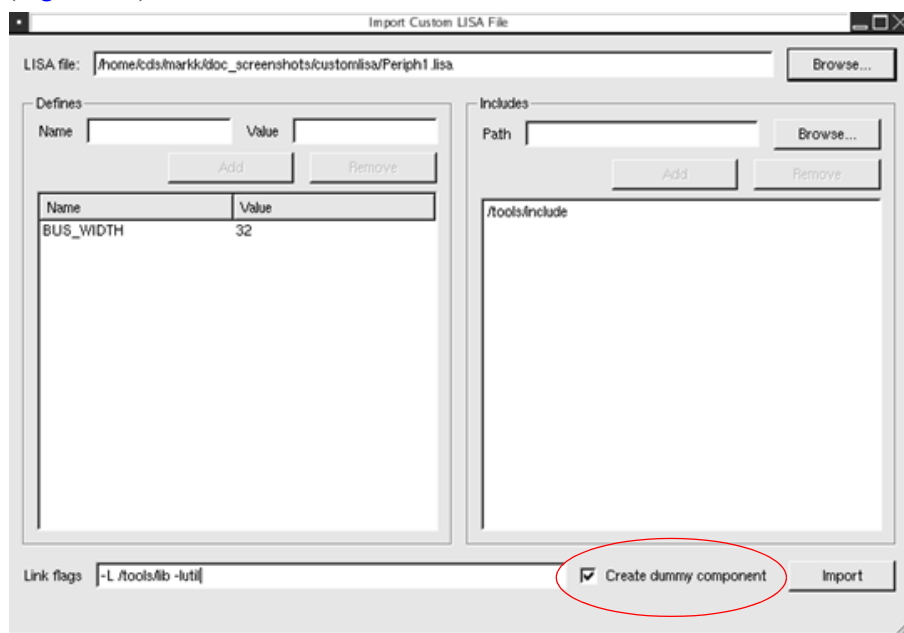 Import Custom LISA File
LISA file: /home/cds/markk/doc_screenshots/customlisa/Periph1.lisa Browse...
Defines
Name Value
Add Remove
Name Value
BUS_WIDTH 32
Includes
Path Browse...
Add Remove
/tools/include
Link flags -L /tools/lib -lutil Create dummy component Import